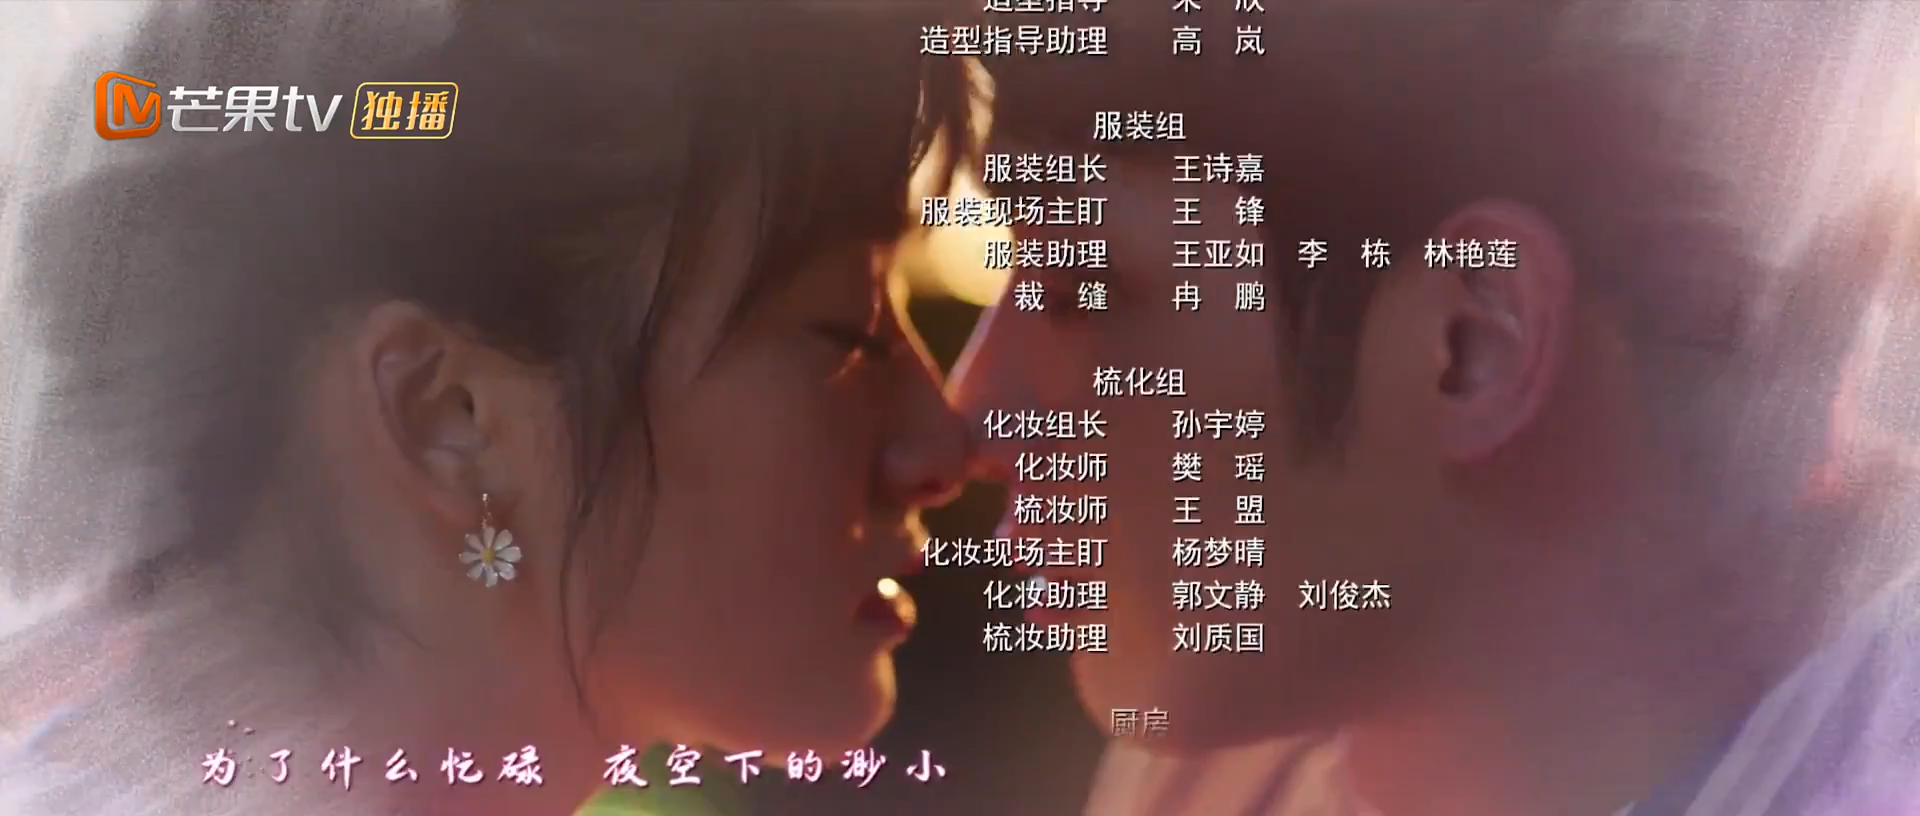 造型指导
造型指导助理 高 岚
芒果tv 独播
服装组
服装组长 王诗嘉
服装现场主盯 王 锋
服装助理 王亚如 李 栋 林艳莲
裁 缝 冉 鹏
梳化组
化妆组长 孙宇婷
化妆师 樊 瑶
梳妆师 王 盟
化妆现场主盯 杨梦晴
化妆助理 郭文静 刘俊杰
梳妆助理 刘质国
厨房
为了什么忙碌 夜空下的渺小